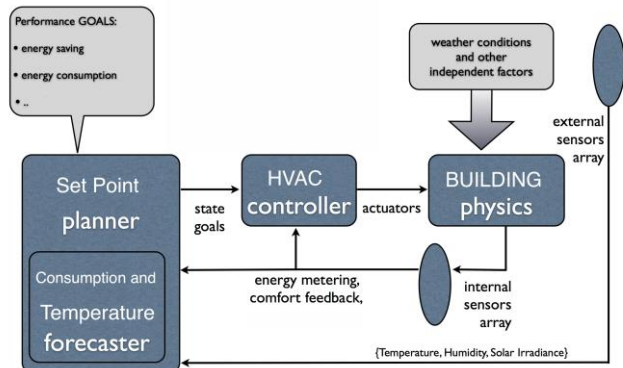 Performance GOALS:
• energy saving
• energy consumption
• ..
weather conditions
and other
independent factors
external
sensors
array
Set Point
planner
state
goals
HVAC
controller
actuators
BUILDING
physics
Consumption and
Temperature
forecaster
energy metering,
comfort feedback,
internal
sensors
array
{Temperature, Humidity, Solar Irradiance}